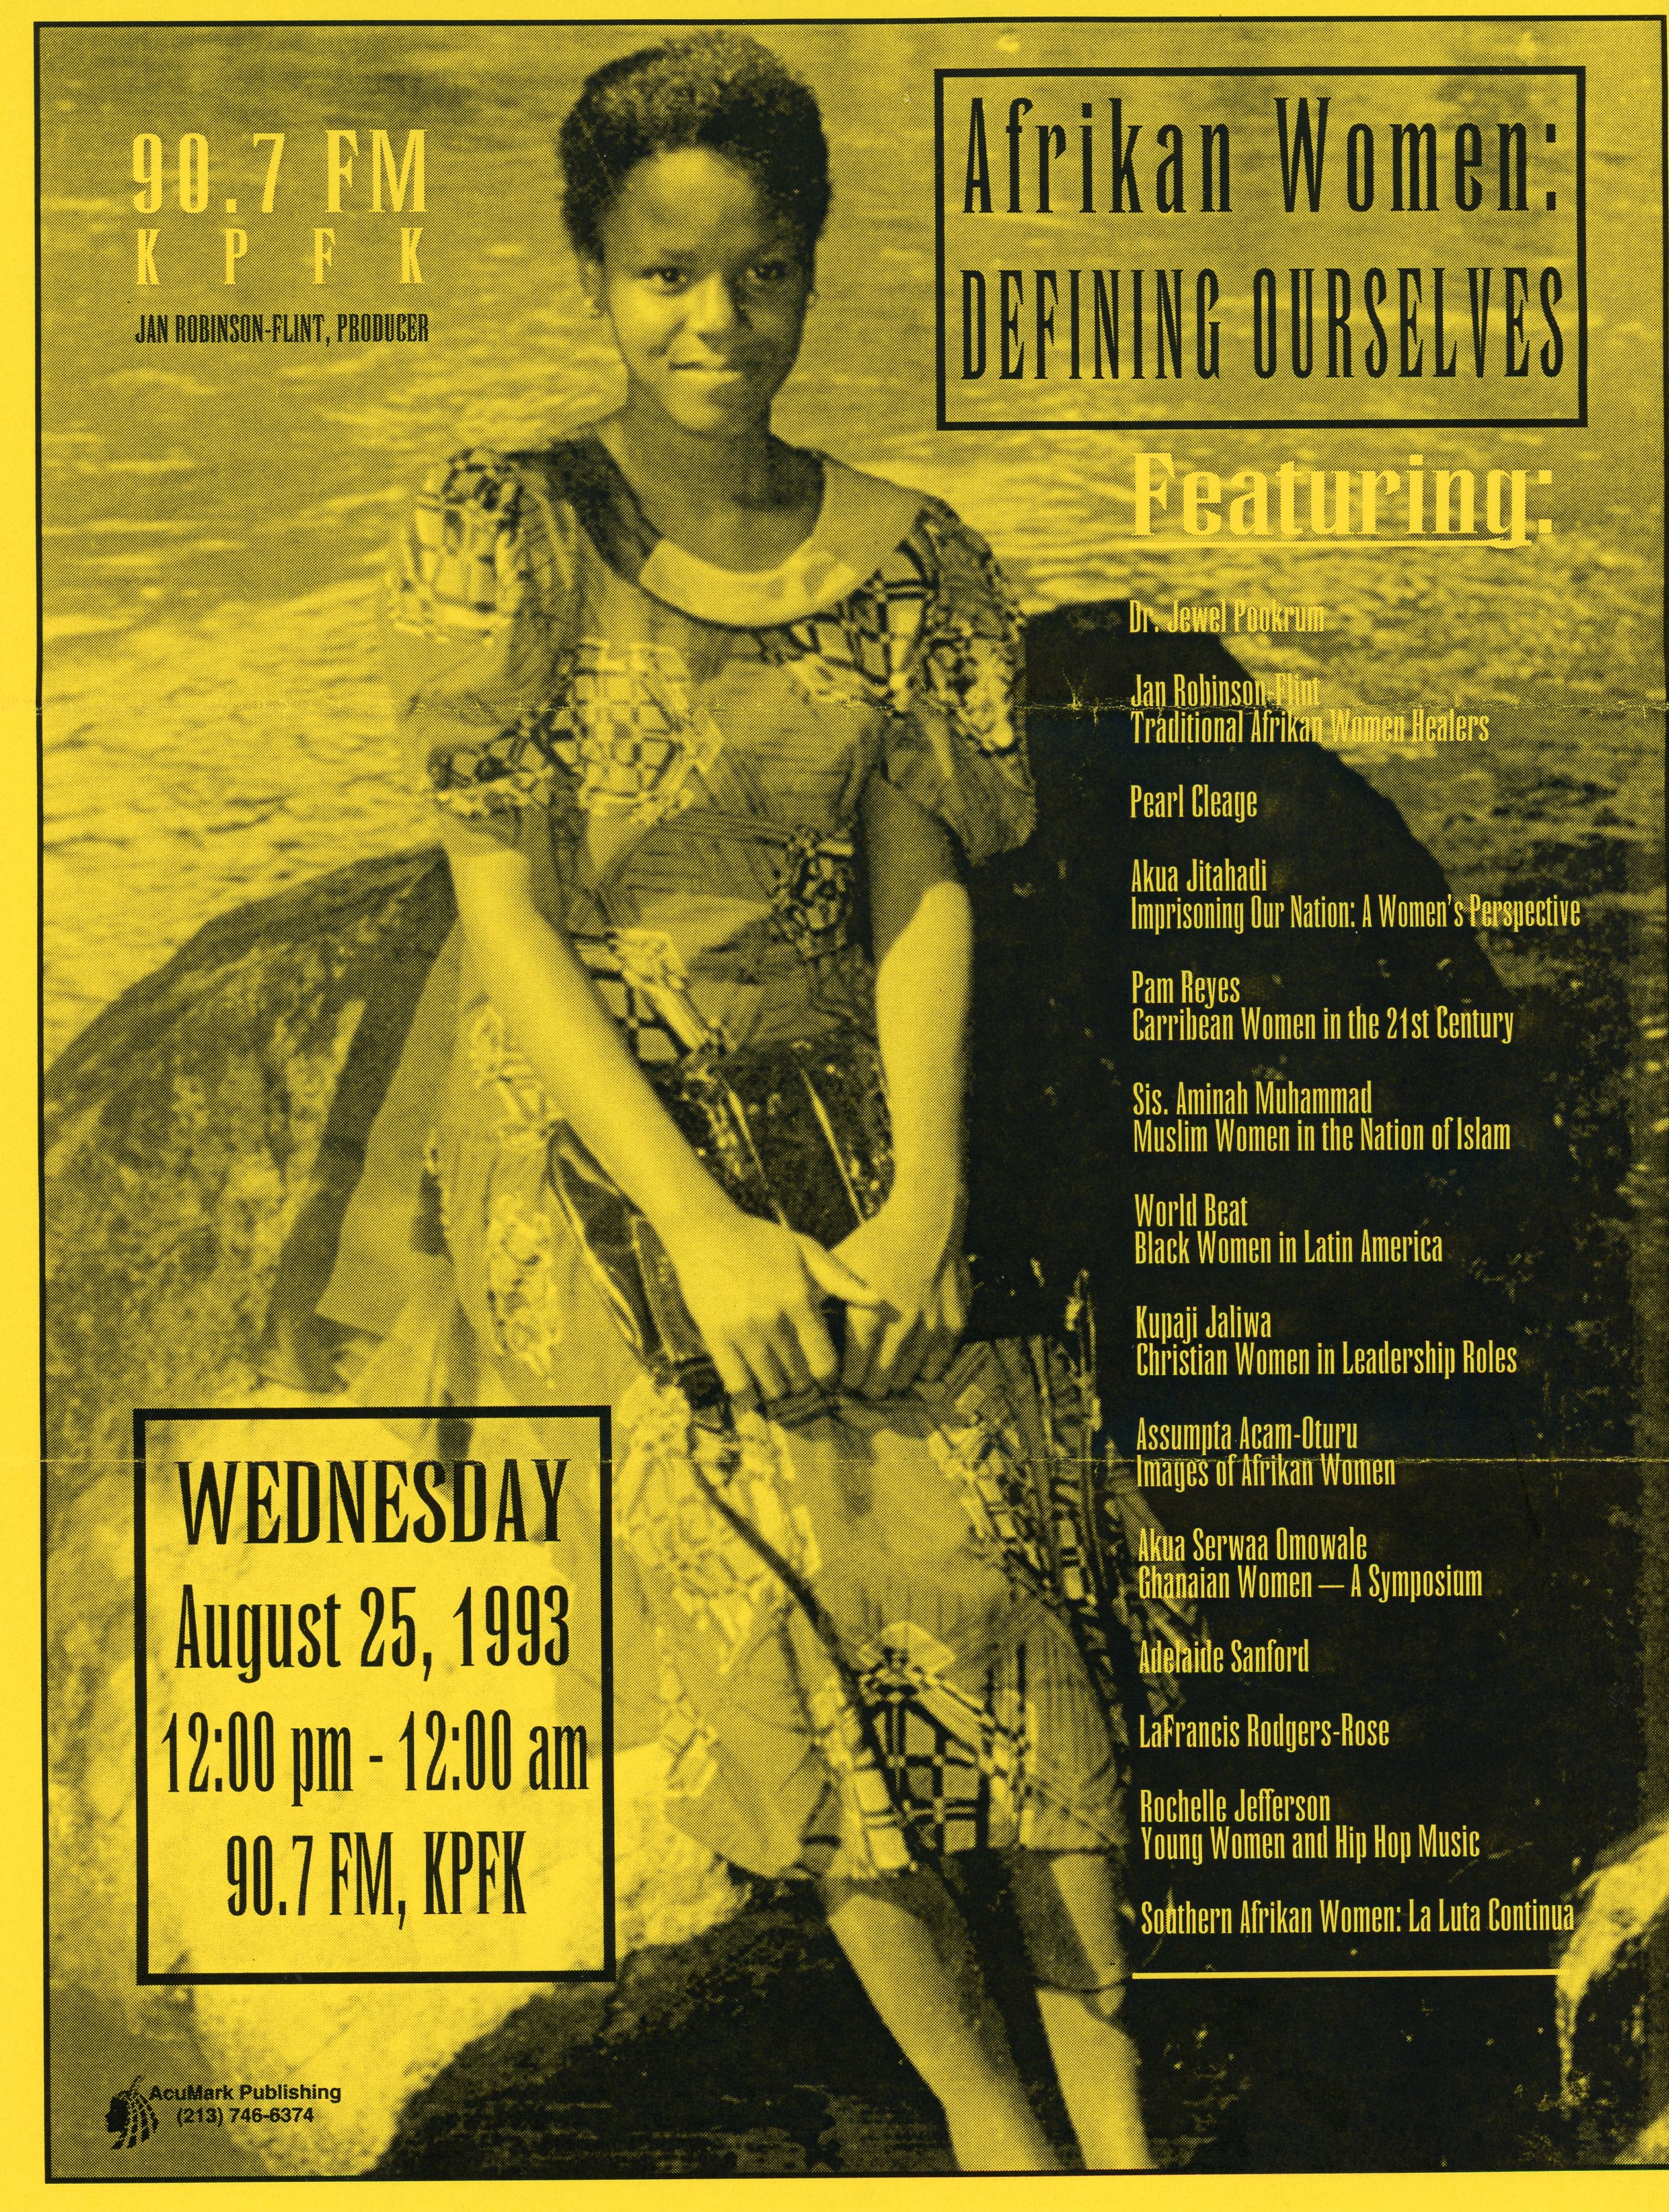 90.7 FM
KPFK
JAN ROBINSON-FLINT, PRODUCER
Afrikan Women:
DEFINING OURSELVES
Featuring:
Dr. Jewel Pookrum
Jan Robinson-Flint
Traditional Afrikan Women Healers
Pearl Cleage
Akua Jitahadi
Imprisoning Our Nation: A Women's Perspective
Pam Reyes
Carribean Women in the 21st Century
Sis. Aminah Muhammad
Muslim Women in the Nation of Islam
World Beat
Black Women in Latin America
Kupaji Jaliwa
Christian Women in Leadership Roles
Assumpta Acam-Oturu
Images of Afrikan Women
Akua Serwaa Omowale
Ghanaian Women — A Symposium
Adelaide Sanford
LaFrancis Rodgers-Rose
Rochelle Jefferson
Young Women and Hip Hop Music
Southern Afrikan Women: La Luta Continua
WEDNESDAY
August 25, 1993
12:00 pm - 12:00 am
90.7 FM, KPFK
AcuMark Publishing
(213) 746-6374